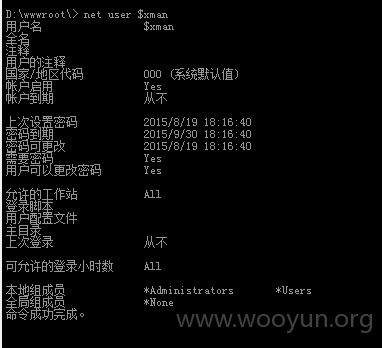 D:\wwwroot\> net user $xman
用户名 $xman
全名
注释
用户的注释
国家/地区代码 000 (系统默认值)
帐户启用 Yes
帐户到期 从不
上次设置密码 2015/8/19 18:16:40
密码到期 2015/9/30 18:16:40
密码可更改 2015/8/19 18:16:40
需要密码 Yes
用户可以更改密码 Yes
允许的工作站 All
登录脚本
用户配置文件
主目录
上次登录 从不
可允许的登录小时数 All
本地组成员 *Administrators *Users
全局组成员 *None
命令成功完成。
www.wooyun.org